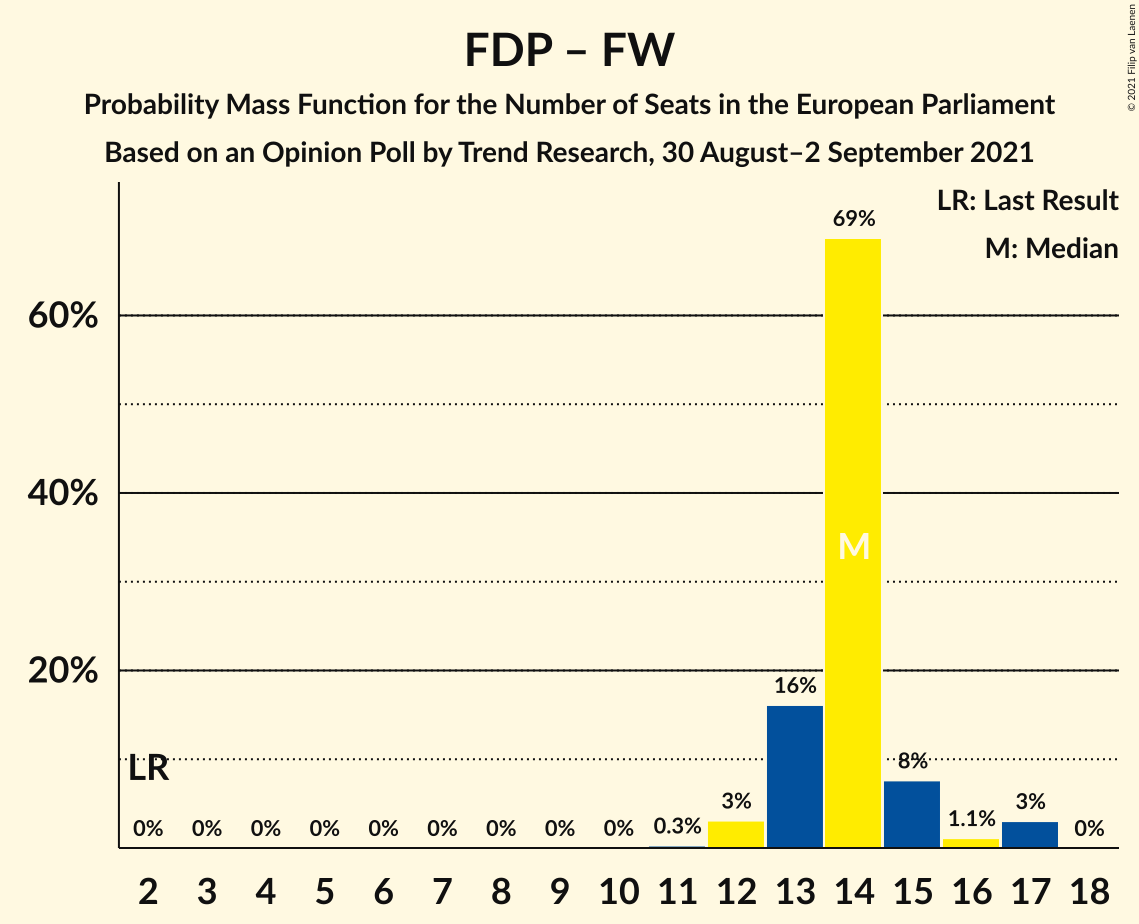 FDP – FW
Probability Mass Function for the Number of Seats in the European Parliament
Based on an Opinion Poll by Trend Research, 30 August–2 September 2021
© 2021 Filip van Laenen
LR: Last Result
M: Median
60%
40%
20%
69%
16%
8%
3%
1.1%
3%
0%
0.3%
0% 0% 0% 0% 0% 0% 0% 0% 0%
LR
M
2 3 4 5 6 7 8 9 10 11 12 13 14 15 16 17 18